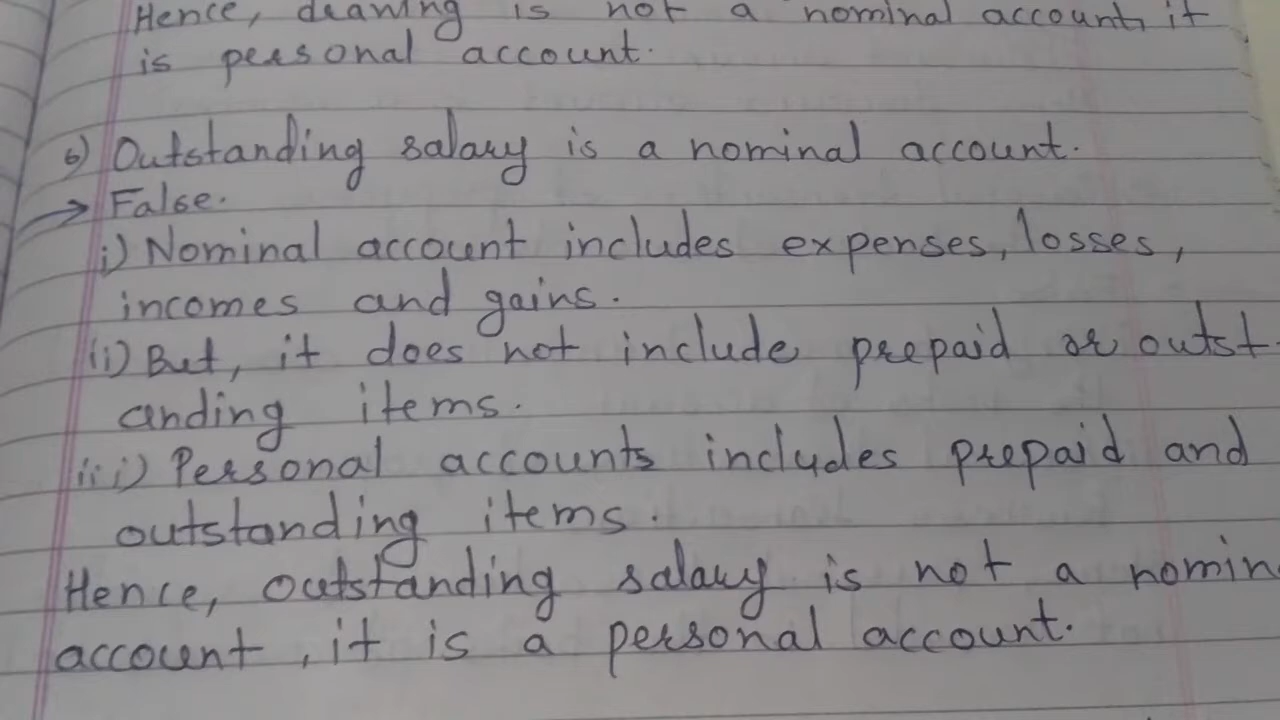 Hence, drawing is not a nominal account, it
is personal account.
6) Outstanding salary is a nominal account.
→ False.
i) Nominal account includes expenses, losses,
incomes and gains.
ii) But, it does not include prepaid or outst
anding items.
iii) Personal accounts includes prepaid and
outstanding items.
Hence, outstanding salary is not a nomin
account, it is a personal account.